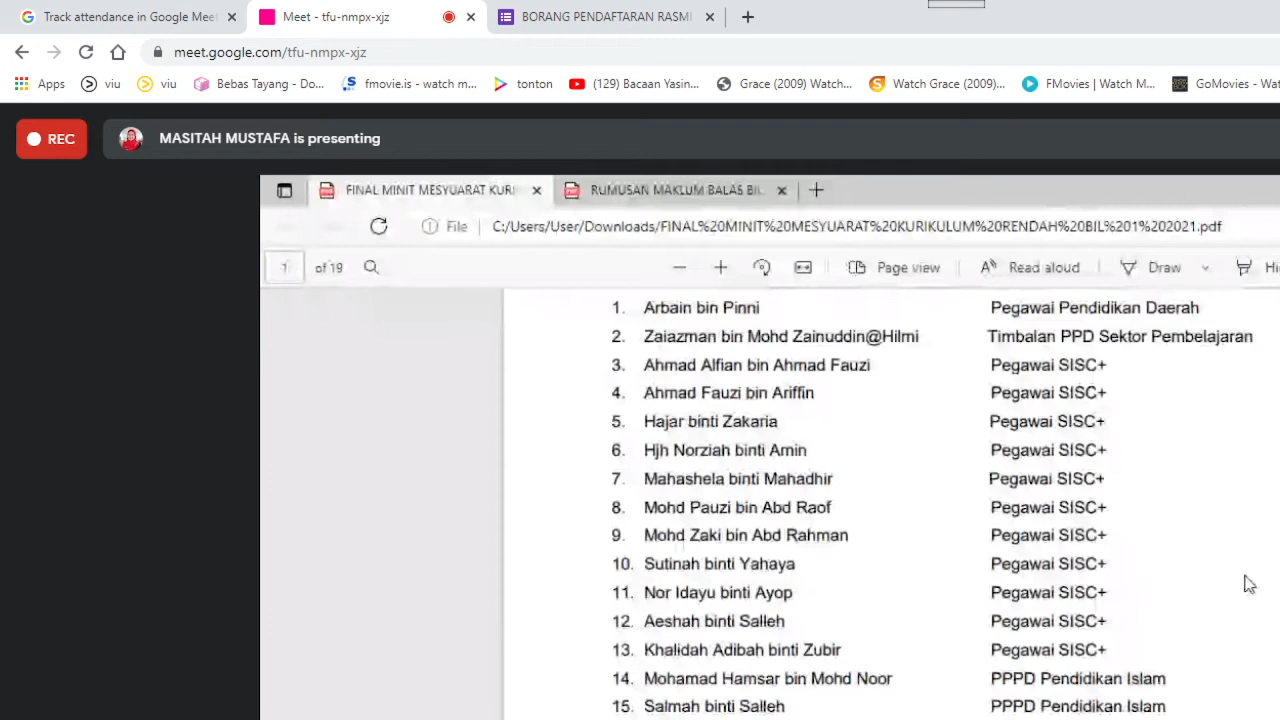 Track attendance in Google Meet
Meet - tfu-nmpx-xjz
BORANG PENDAFTARAN RASMI
meet.google.com/tfu-nmpx-xjz
Apps
viu
viu
Bebas Tayang - Do...
fmovie.is - watch m...
tonton
(129) Bacaan Yasin...
Grace (2009) Watch...
Watch Grace (2009)...
FMovies | Watch M...
GoMovies - Wat
REC
MASITAH MUSTAFA is presenting
FINAL MINIT MESYUARAT KURI
RUMUSAN MAKLUM BALAS BIL
File
C:/Users/User/Downloads/FINAL%20MINIT%20MESYUARAT%20KURIKULUM%20RENDAH%20BIL%201%202021.pdf
1 of 19
Page view
Read aloud
Draw
Hi
1. Arbain bin Pinni Pegawai Pendidikan Daerah
2. Zaiazman bin Mohd Zainuddin@Hilmi Timbalan PPD Sektor Pembelajaran
3. Ahmad Alfian bin Ahmad Fauzi Pegawai SISC+
4. Ahmad Fauzi bin Ariffin Pegawai SISC+
5. Hajar binti Zakaria Pegawai SISC+
6. Hjh Norziah binti Amin Pegawai SISC+
7. Mahashela binti Mahadhir Pegawai SISC+
8. Mohd Pauzi bin Abd Raof Pegawai SISC+
9. Mohd Zaki bin Abd Rahman Pegawai SISC+
10. Sutinah binti Yahaya Pegawai SISC+
11. Nor Idayu binti Ayop Pegawai SISC+
12. Aeshah binti Salleh Pegawai SISC+
13. Khalidah Adibah binti Zubir Pegawai SISC+
14. Mohamad Hamsar bin Mohd Noor PPPD Pendidikan Islam
15. Salmah binti Salleh PPPD Pendidikan Islam